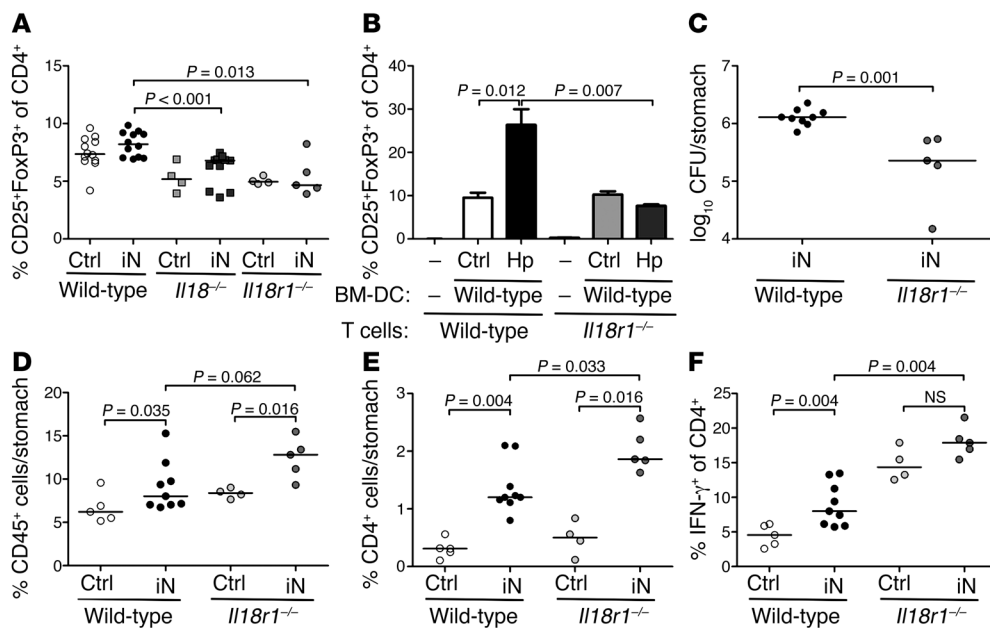 A
% CD25⁺FoxP3⁺ of CD4⁺
15
10
5
0
P = 0.013
P < 0.001
Ctrl iN Ctrl iN Ctrl iN
Wild-type Il18⁻/⁻ Il18r1⁻/⁻
B
% CD25⁺FoxP3⁺ of CD4⁺
40
30
20
10
0
P = 0.012 P = 0.007
– Ctrl Hp – Ctrl Hp
BM-DC: – Wild-type – Wild-type
T cells: Wild-type Il18r1⁻/⁻
C
log₁₀ CFU/stomach
7
6
5
4
P = 0.001
iN iN
Wild-type Il18r1⁻/⁻
D
% CD45⁺ cells/stomach
20
15
10
5
0
P = 0.062
P = 0.035 P = 0.016
Ctrl iN Ctrl iN
Wild-type Il18r1⁻/⁻
E
% CD4⁺ cells/stomach
3
2
1
0
P = 0.033
P = 0.004 P = 0.016
Ctrl iN Ctrl iN
Wild-type Il18r1⁻/⁻
F
% IFN-γ⁺ of CD4⁺
25
20
15
10
5
0
P = 0.004
P = 0.004 NS
Ctrl iN Ctrl iN
Wild-type Il18r1⁻/⁻